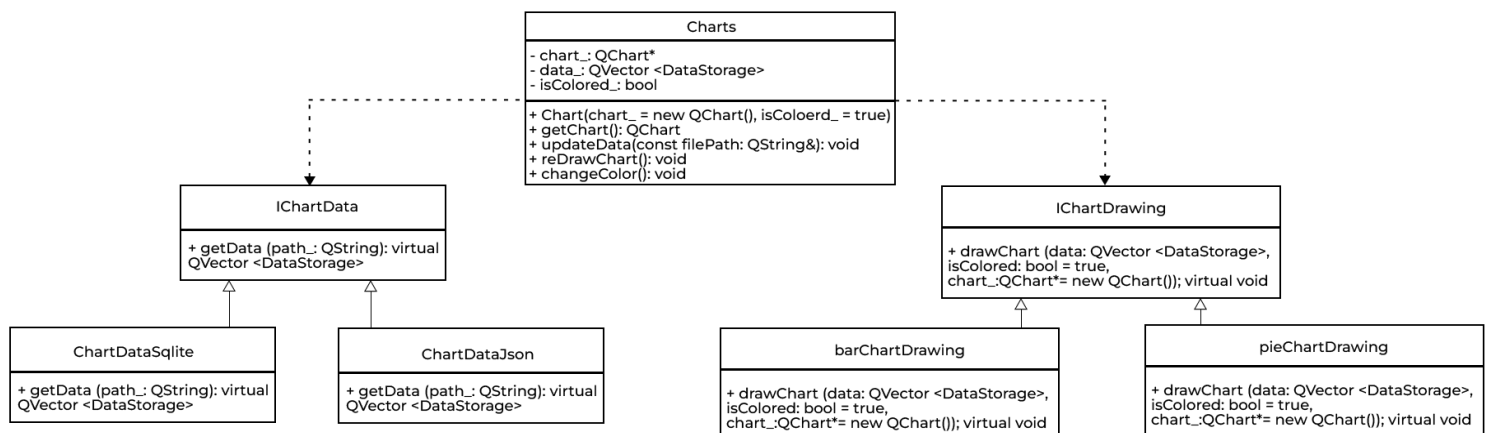 Charts
- chart_: QChart*
- data_: QVector <DataStorage>
- isColored_: bool
+ Chart(chart_ = new QChart(), isColoerd_ = true)
+ getChart(): QChart
+ updateData(const filePath: QString&): void
+ reDrawChart(): void
+ changeColor(): void
IChartData
+ getData (path_: QString): virtual
QVector <DataStorage>
IChartDrawing
+ drawChart (data: QVector <DataStorage>,
isColored: bool = true,
chart_:QChart*= new QChart()); virtual void
ChartDataSqlite
+ getData (path_: QString): virtual
QVector <DataStorage>
ChartDataJson
+ getData (path_: QString): virtual
QVector <DataStorage>
barChartDrawing
+ drawChart (data: QVector <DataStorage>,
isColored: bool = true,
chart_:QChart*= new QChart()); virtual void
pieChartDrawing
+ drawChart (data: QVector <DataStorage>,
isColored: bool = true,
chart_:QChart*= new QChart()); virtual void